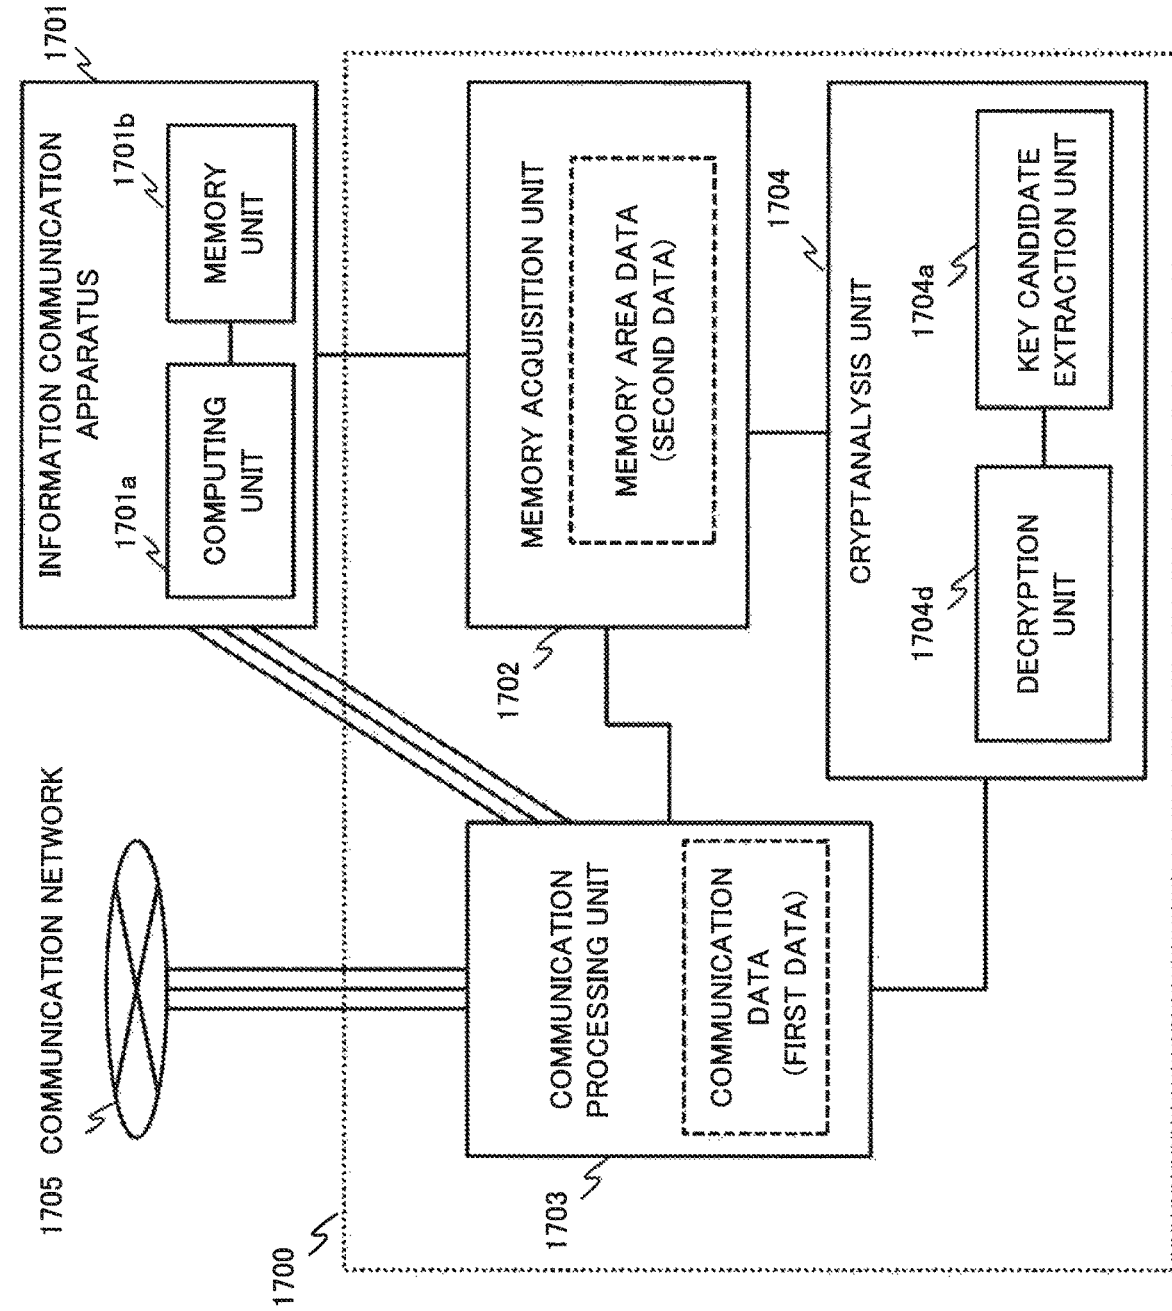 1705 COMMUNICATION NETWORK
1701
INFORMATION COMMUNICATION
APPARATUS
1701a
COMPUTING
UNIT
1701b
MEMORY
UNIT
1700
1703
COMMUNICATION
PROCESSING UNIT
COMMUNICATION
DATA
(FIRST DATA)
1702
MEMORY ACQUISITION UNIT
MEMORY AREA DATA
(SECOND DATA)
1704
CRYPTANALYSIS UNIT
1704d
DECRYPTION
UNIT
1704a
KEY CANDIDATE
EXTRACTION UNIT